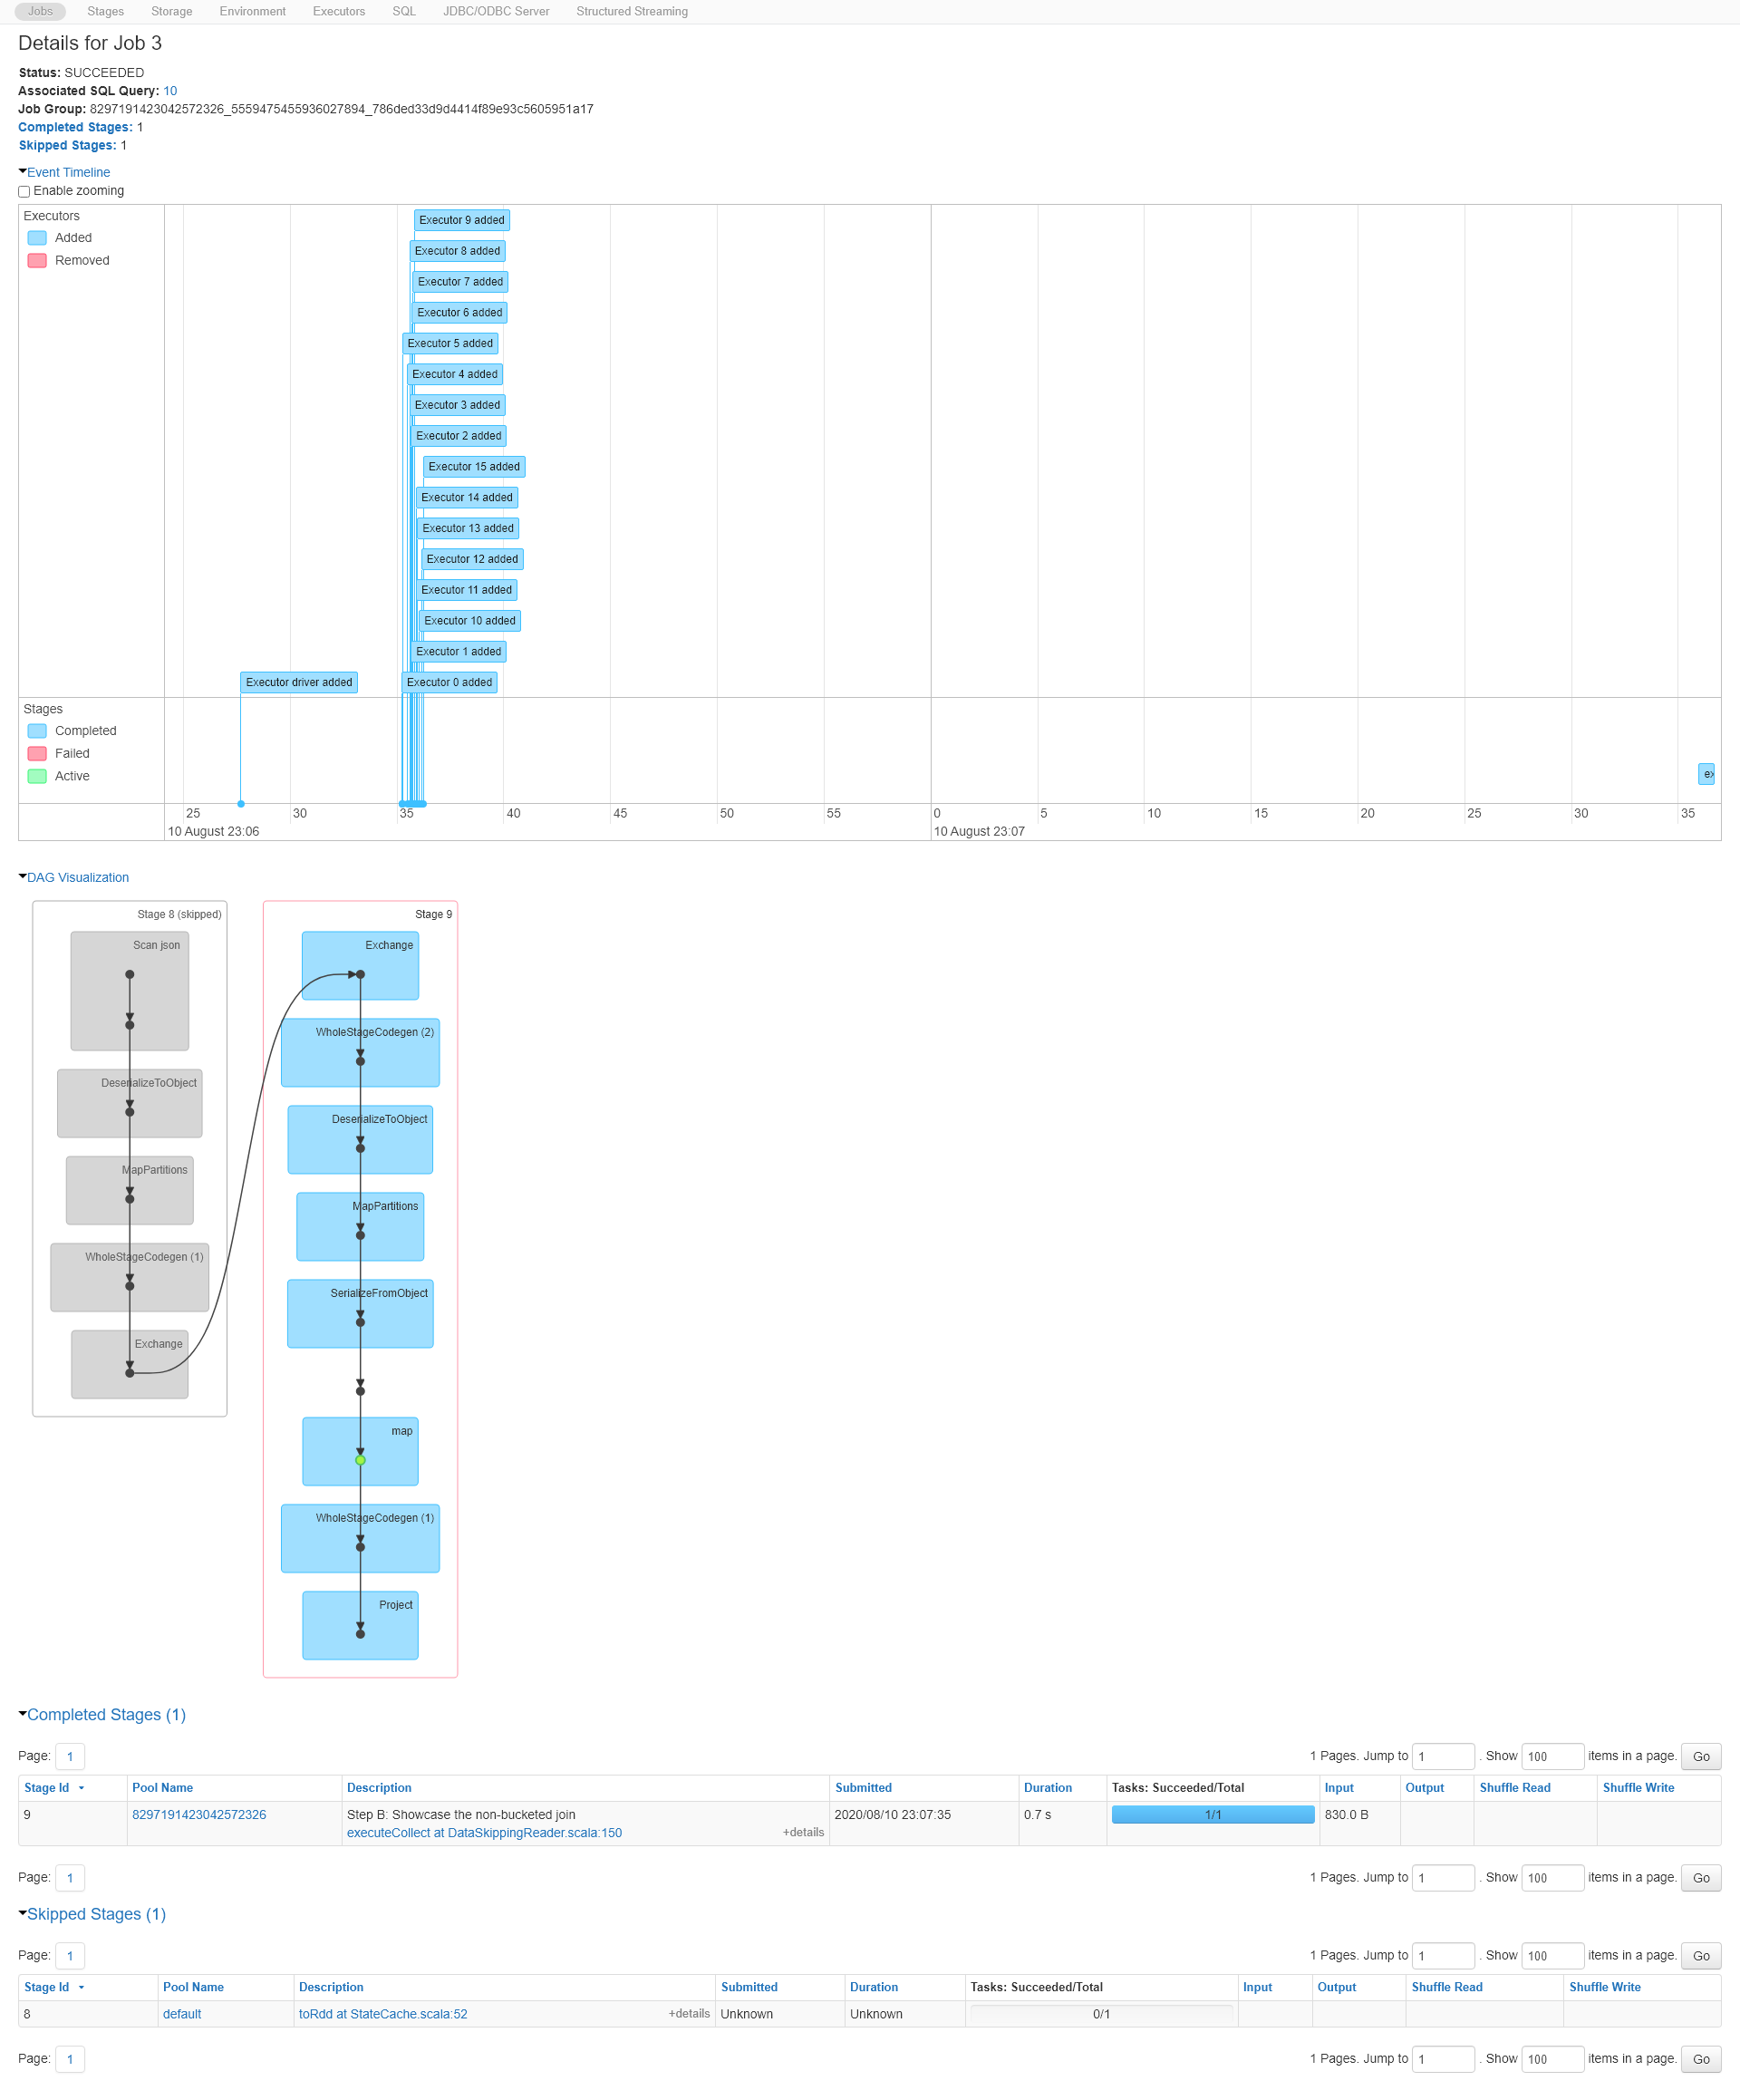 Jobs Stages Storage Environment Executors SQL JDBC/ODBC Server Structured Streaming
Details for Job 3
Status: SUCCEEDED
Associated SQL Query: 10
Job Group: 8297191423042572326_5559475455936027894_786ded33d9d4414f89e93c5605951a17
Completed Stages: 1
Skipped Stages: 1
Event Timeline
Enable zooming
Executors
Added
Removed
Executor 9 added
Executor 8 added
Executor 7 added
Executor 6 added
Executor 5 added
Executor 4 added
Executor 3 added
Executor 2 added
Executor 15 added
Executor 14 added
Executor 13 added
Executor 12 added
Executor 11 added
Executor 10 added
Executor 1 added
Executor driver added Executor 0 added
Stages
Completed
Failed
Active
ex
25 30 35 40 45 50 55 0 5 10 15 20 25 30 35
10 August 23:06 10 August 23:07
DAG Visualization
Stage 8 (skipped)
Scan json
DeserializeToObject
MapPartitions
WholeStageCodegen (1)
Exchange
Stage 9
Exchange
WholeStageCodegen (2)
DeserializeToObject
MapPartitions
SerializeFromObject
map
WholeStageCodegen (1)
Project
Completed Stages (1)
Page: 1 1 Pages. Jump to 1 . Show 100 items in a page. Go
Stage Id Pool Name Description Submitted Duration Tasks: Succeeded/Total Input Output Shuffle Read Shuffle Write
9 8297191423042572326 Step B: Showcase the non-bucketed join 2020/08/10 23:07:35 0.7 s 1/1 830.0 B
executeCollect at DataSkippingReader.scala:150 +details
Page: 1 1 Pages. Jump to 1 . Show 100 items in a page. Go
Skipped Stages (1)
Page: 1 1 Pages. Jump to 1 . Show 100 items in a page. Go
Stage Id Pool Name Description Submitted Duration Tasks: Succeeded/Total Input Output Shuffle Read Shuffle Write
8 default toRdd at StateCache.scala:52 +details Unknown Unknown 0/1
Page: 1 1 Pages. Jump to 1 . Show 100 items in a page. Go